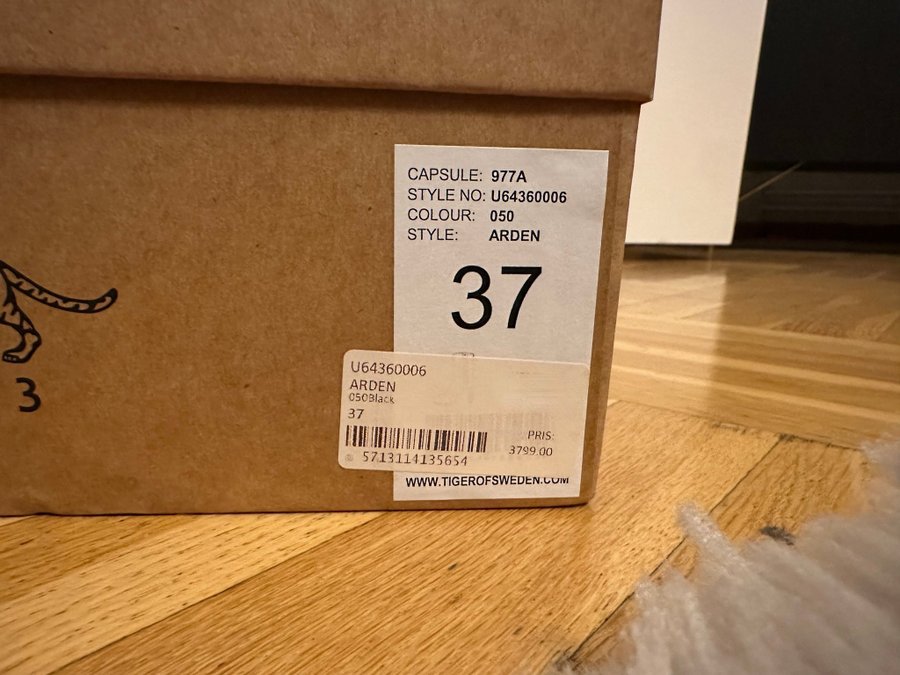 CAPSULE: 977A
STYLE NO: U64360006
COLOUR: 050
STYLE: ARDEN
37
U64360006
ARDEN
050Black
37
PRIS:
3799.00
5713114135654
WWW.TIGEROFSWEDEN.COM
3